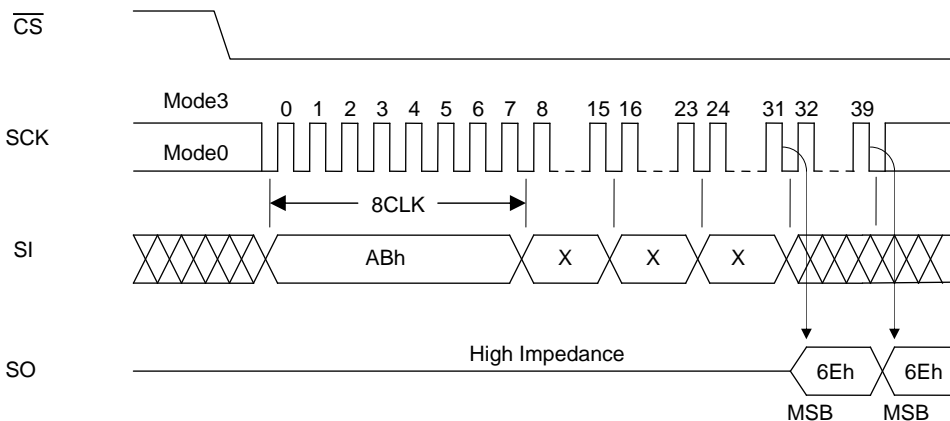 CS
Mode3
0 1 2 3 4 5 6 7 8 15 16 23 24 31 32 39
SCK
Mode0
8CLK
SI
ABh X X X
High Impedance
SO
6Eh 6Eh
MSB MSB